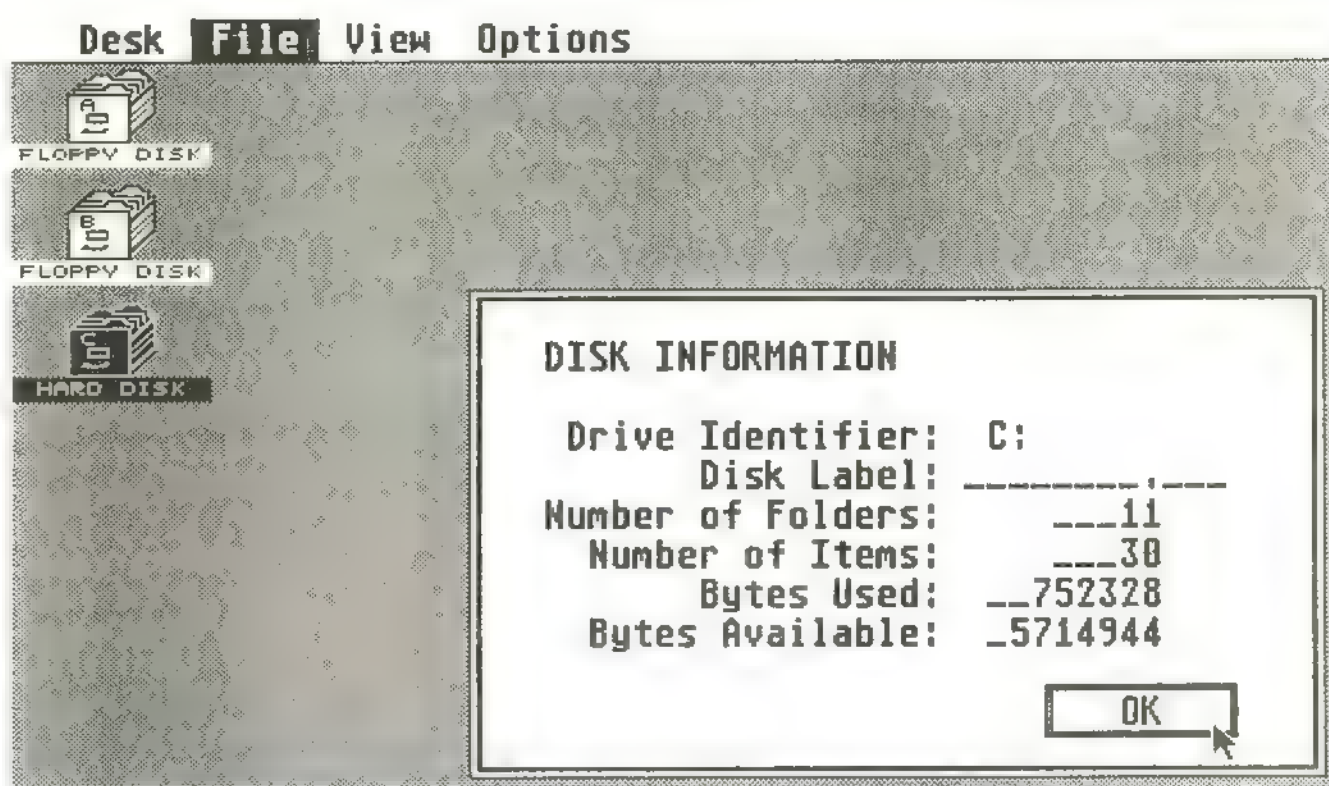 Desk File View Options
A
FLOPPY DISK
B
FLOPPY DISK
C
HARD DISK
DISK INFORMATION
Drive Identifier: C:
Disk Label: ________.___
Number of Folders: ___11
Number of Items: ___38
Bytes Used: __752328
Bytes Available: _5714944
OK